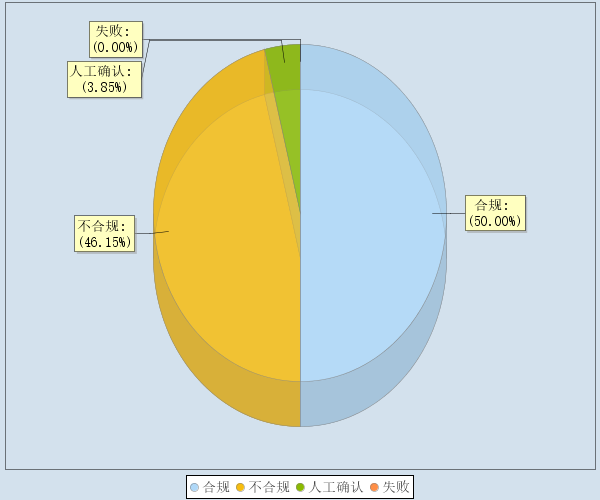 失败:
(0.00%)
人工确认:
(3.85%)
合规:
(50.00%)
不合规:
(46.15%)
合规 不合规 人工确认 失败